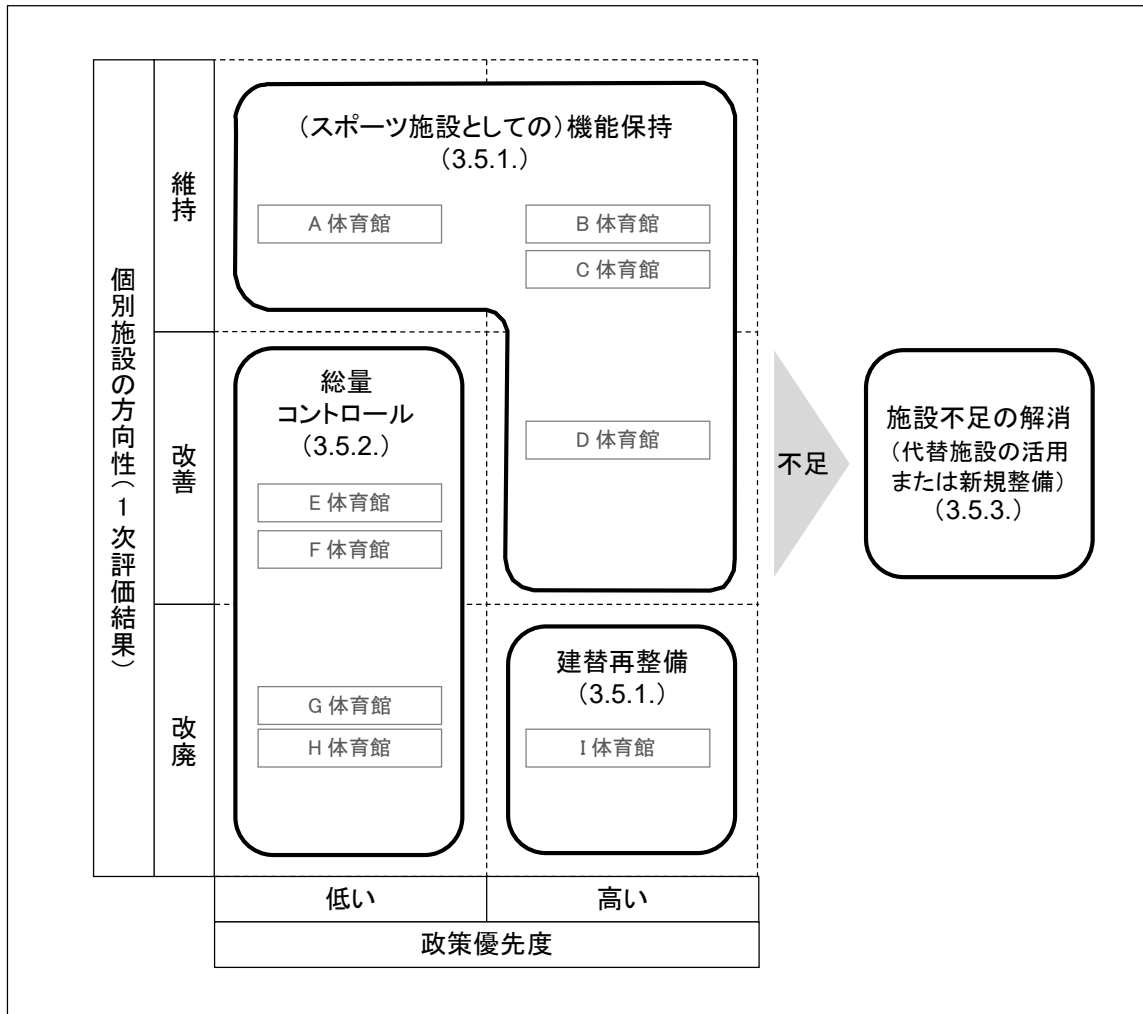 個別施設の方向性(1次評価結果)
維持
改善
改廃
(スポーツ施設としての)機能保持
(3.5.1.)
A 体育館
B 体育館
C 体育館
総量
コントロール
(3.5.2.)
D 体育館
E 体育館
F 体育館
G 体育館
H 体育館
建替再整備
(3.5.1.)
I 体育館
不足
施設不足の解消
(代替施設の活用
または新規整備)
(3.5.3.)
低い
高い
政策優先度